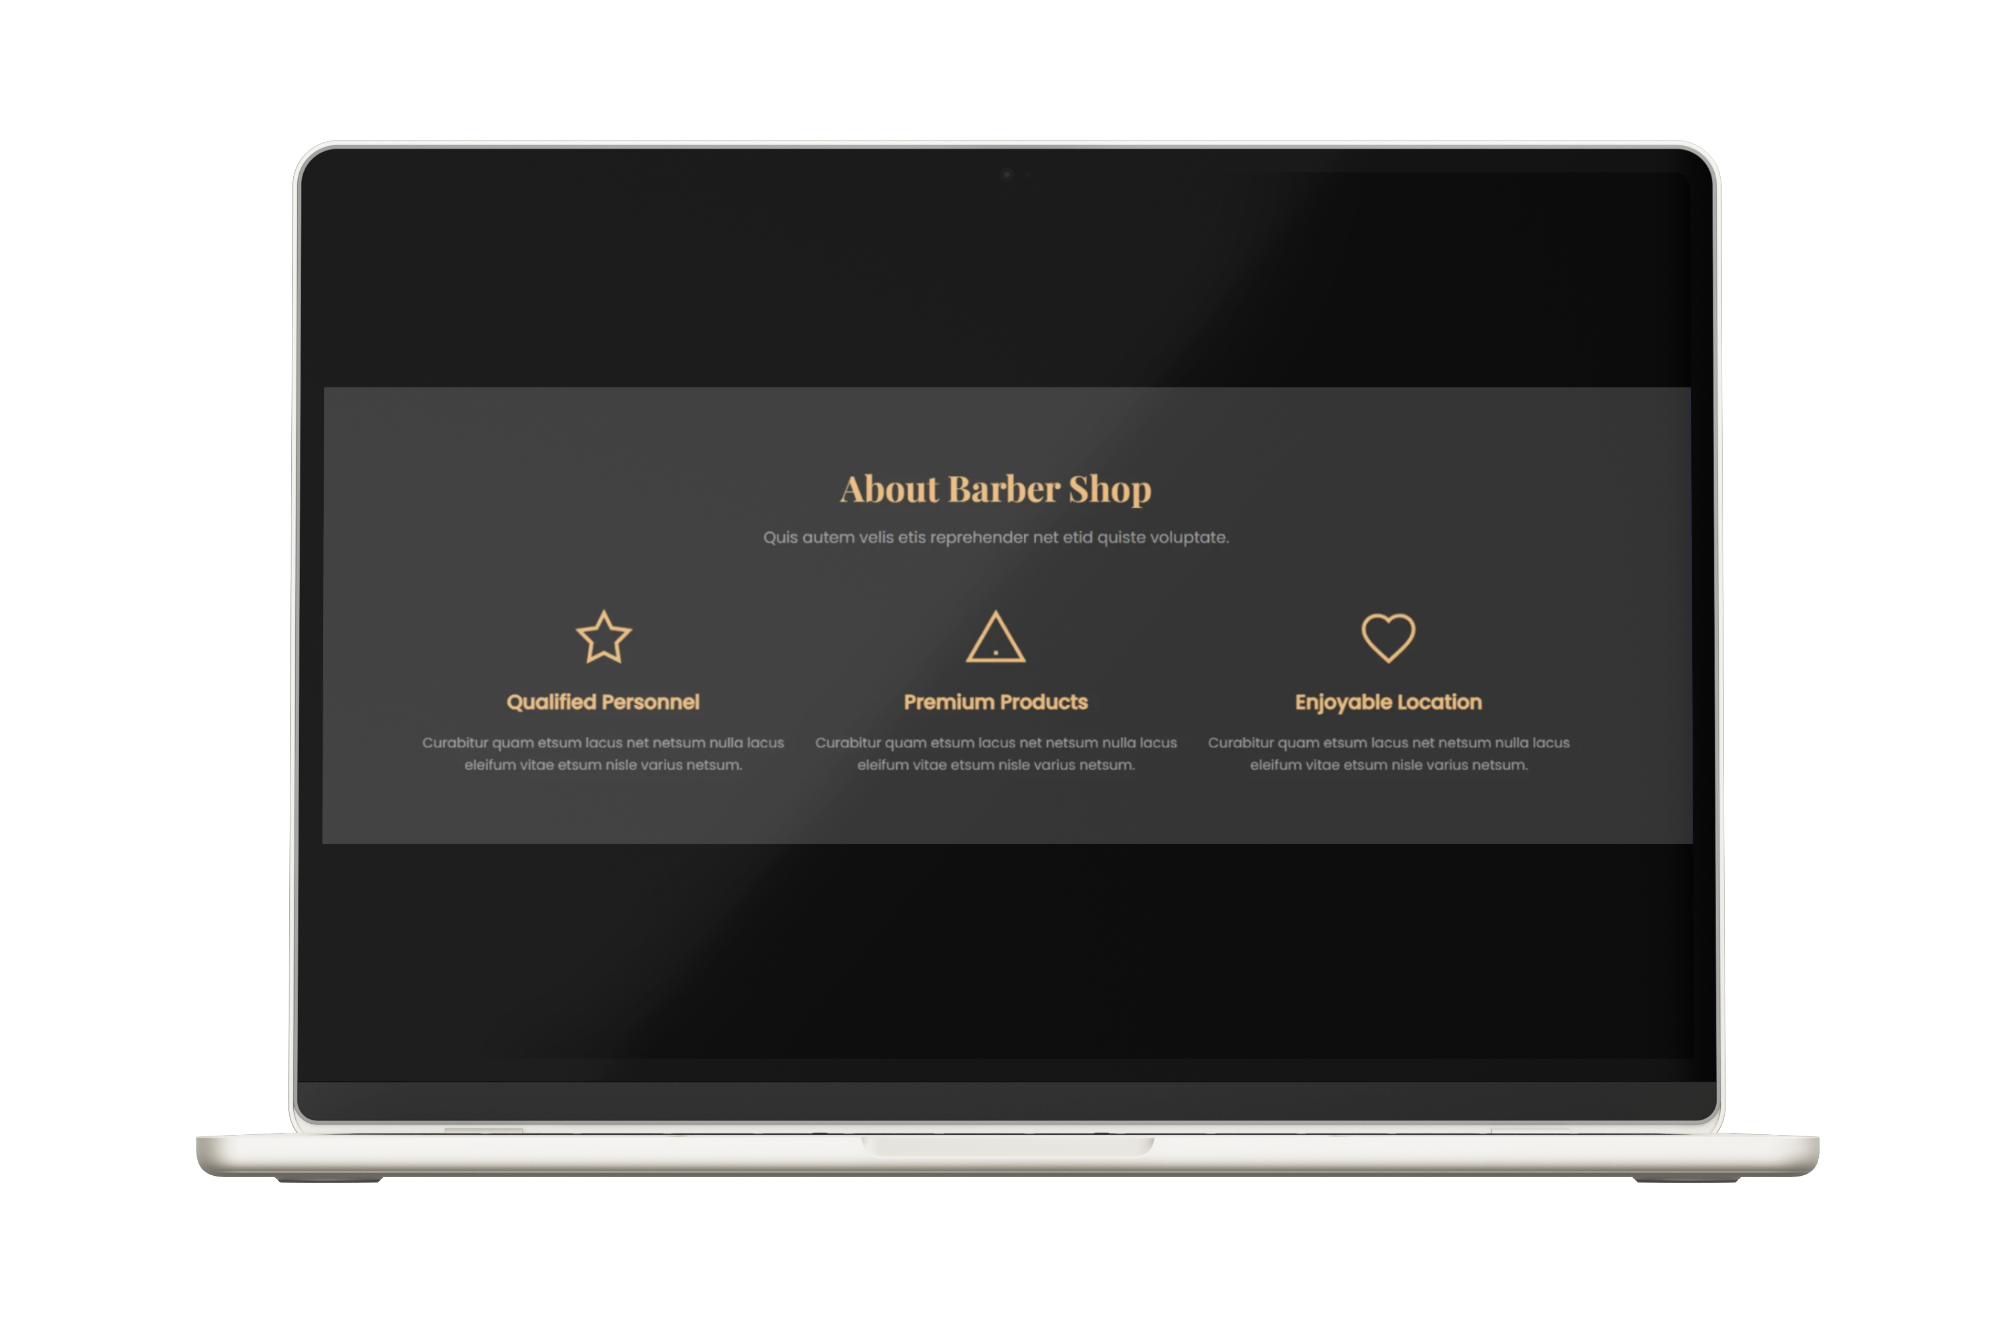 About Barber Shop
Quis autem velis etis reprehender net etid quiste voluptate.
Qualified Personnel
Curabitur quam etsum lacus net netsum nulla lacus
eleifum vitae etsum nisle varius netsum.
Premium Products
Curabitur quam etsum lacus net netsum nulla lacus
eleifum vitae etsum nisle varius netsum.
Enjoyable Location
Curabitur quam etsum lacus net netsum nulla lacus
eleifum vitae etsum nisle varius netsum.